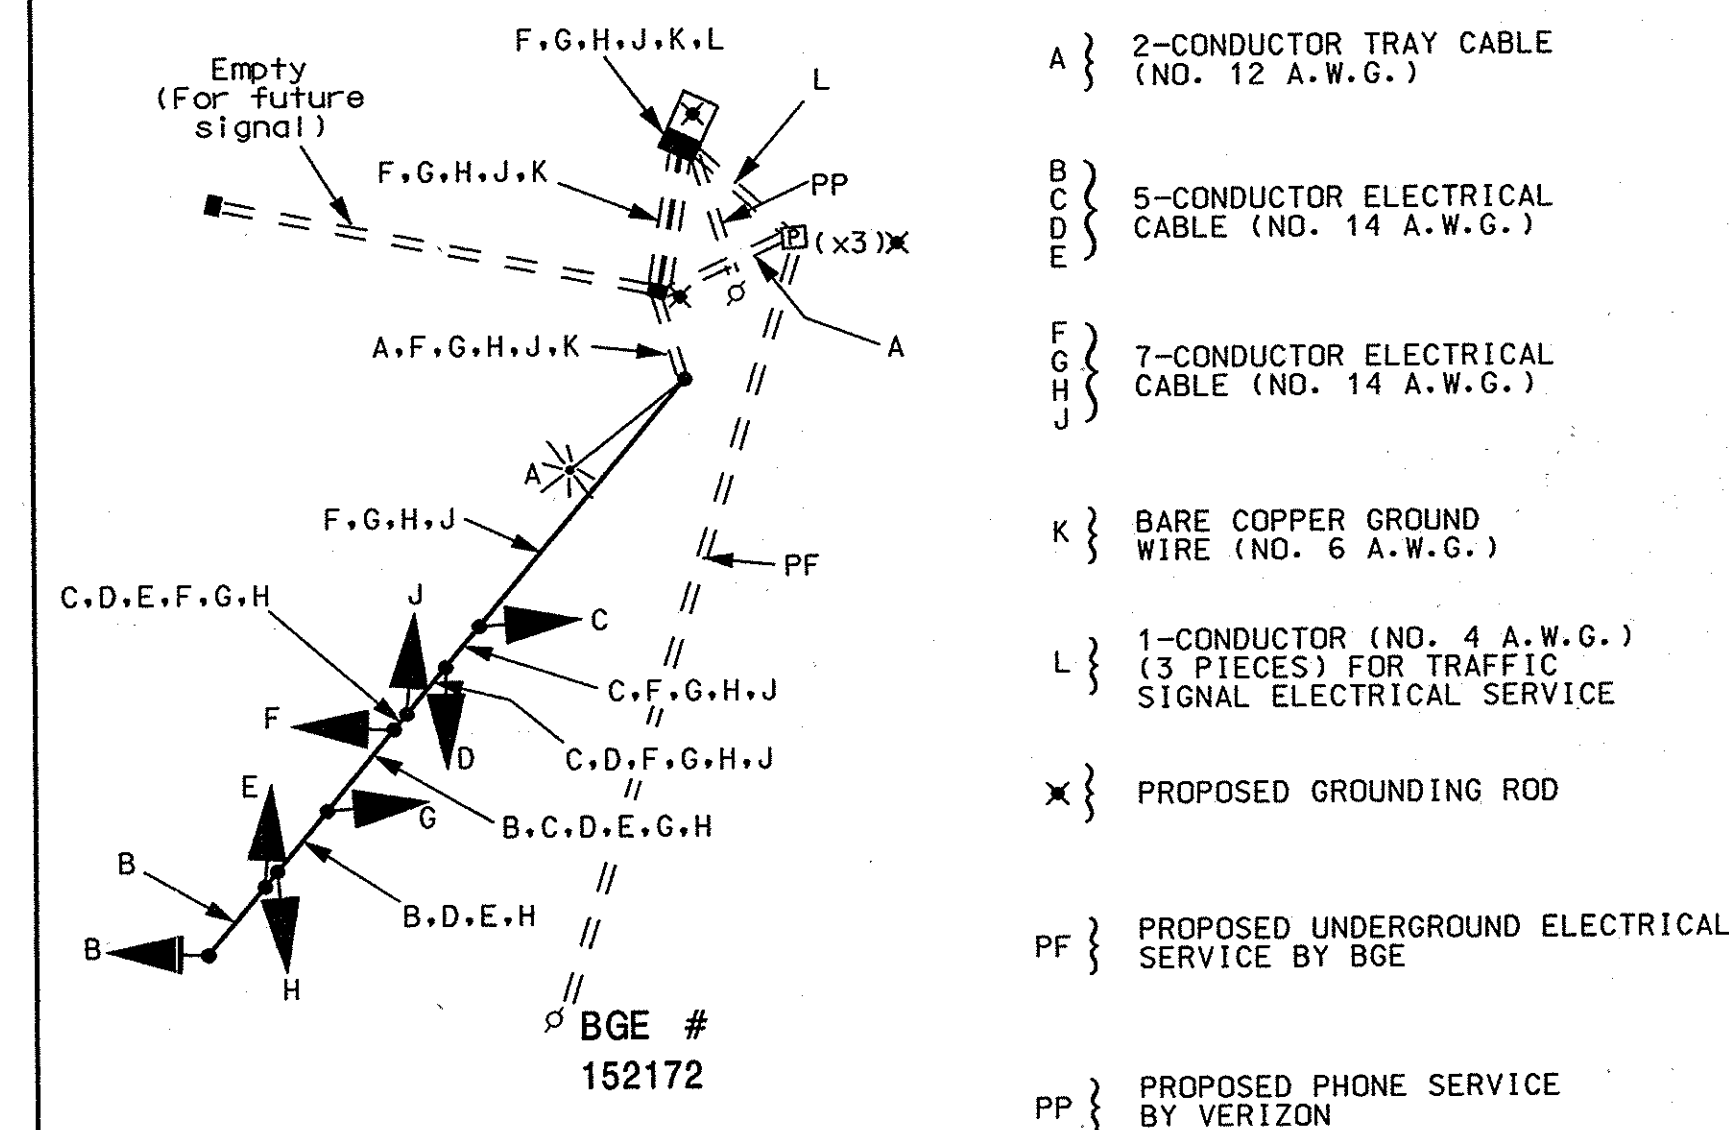 F,G,H,J,K,L
L
Empty
(For future
signal)
F,G,H,J,K
PP
P
(x3)
A
A,F,G,H,J,K
A
F,G,H,J
PF
C,D,E,F,G,H
J
C
C,F,G,H,J
F
D
C,D,F,G,H,J
E
G
B,C,D,E,G,H
B
B,D,E,H
B
H
BGE #
152172
A } 2-CONDUCTOR TRAY CABLE
(NO. 12 A.W.G.)
B
C
D
E
} 5-CONDUCTOR ELECTRICAL
CABLE (NO. 14 A.W.G.)
F
G
H
J
} 7-CONDUCTOR ELECTRICAL
CABLE (NO. 14 A.W.G.)
K } BARE COPPER GROUND
WIRE (NO. 6 A.W.G.)
L } 1-CONDUCTOR (NO. 4 A.W.G.)
(3 PIECES) FOR TRAFFIC
SIGNAL ELECTRICAL SERVICE
} PROPOSED GROUNDING ROD
PF } PROPOSED UNDERGROUND ELECTRICAL
SERVICE BY BGE
PP } PROPOSED PHONE SERVICE
BY VERIZON